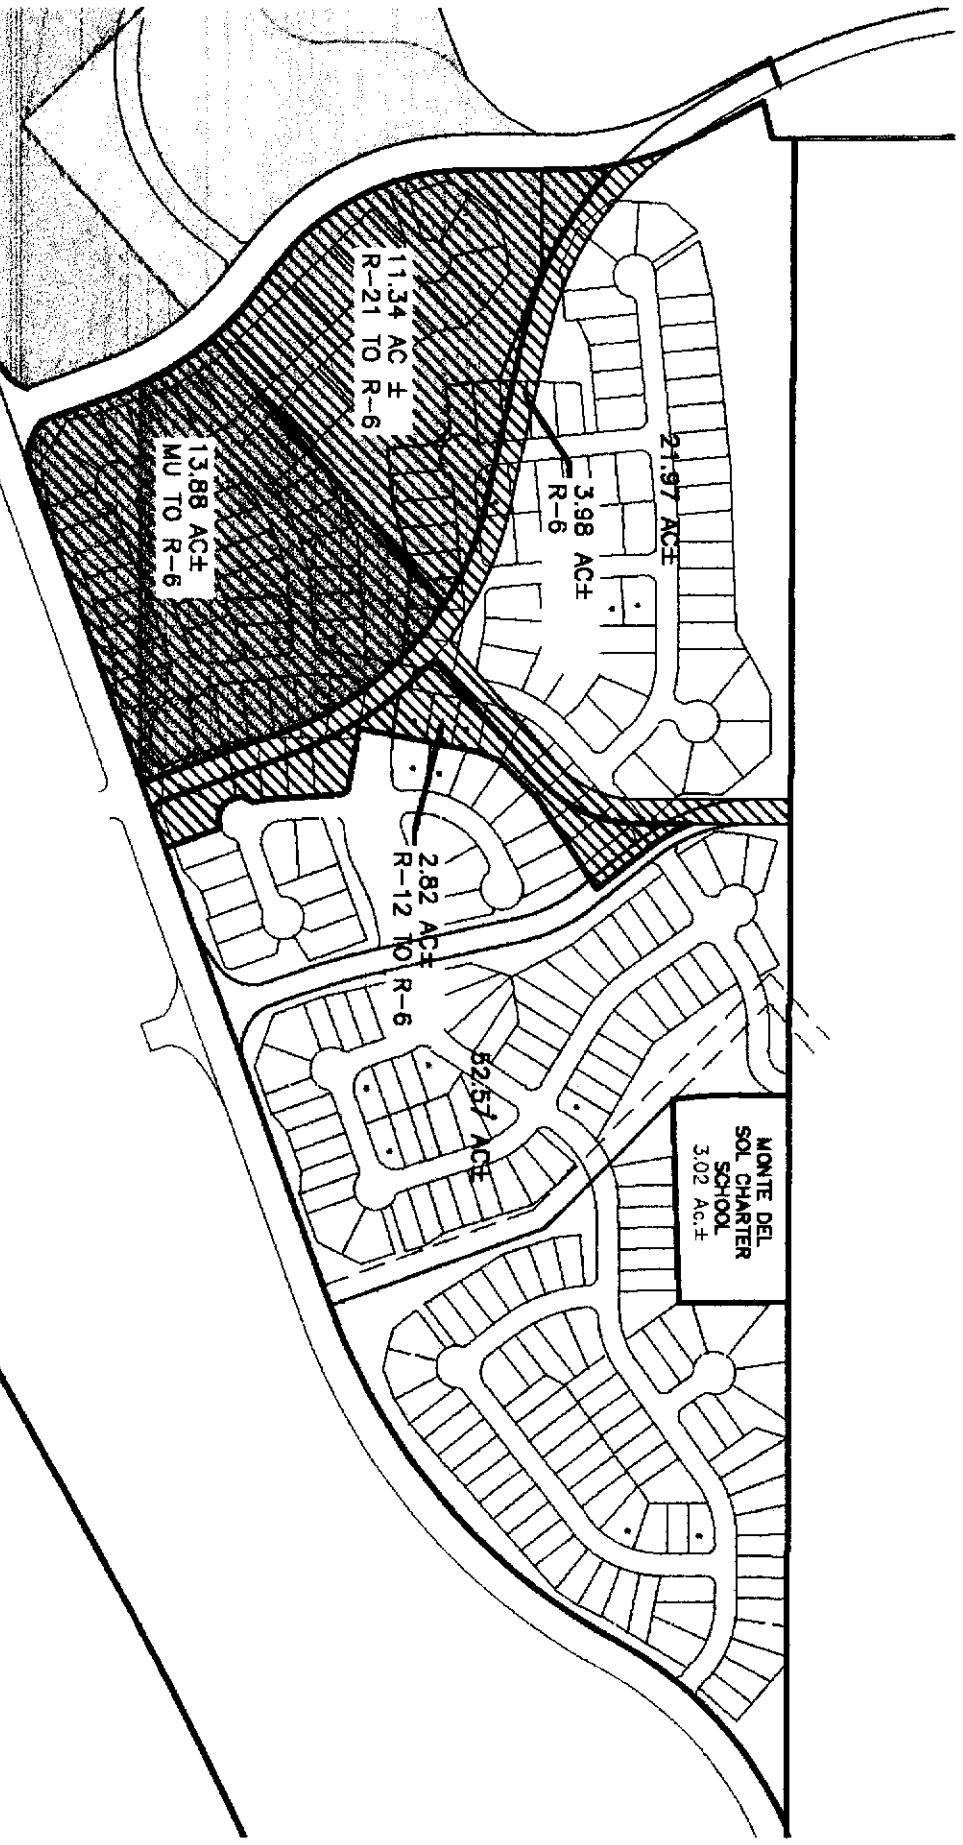 MONTE DEL
SOL CHARTER
SCHOOL
3.02 Ac.±
21.97 AC±
3.98 AC±
R-6
11.34 AC ±
R-21 TO R-6
13.88 AC±
MU TO R-6
2.82 AC±
R-12 TO R-6
52.57 AC±